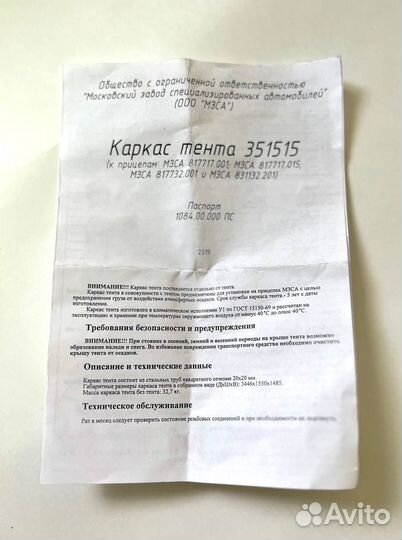 Общество с ограниченной ответственностью
"Московский завод специализированных автомобилей"
(ООО "МЗСА")
Каркас тента 351515
(к прицепам: МЗСА 817717.001; МЗСА 817717.015;
МЗСА 817732.001 и МЗСА 831132.201)
Паспорт
1084.00.000 ПС
2019
ВНИМАНИЕ!!! Каркас тента поставляется отдельно от тента.
Каркас тента в совокупности с тентом предназначены для установки на прицепах МЗСА с целью
предохранения груза от воздействия атмосферных осадков. Срок службы каркаса тента - 5 лет с даты
изготовления.
Каркас тента изготовлен в климатическом исполнении У1 по ГОСТ 15150-69 и рассчитан на
эксплуатацию и хранение при температурах окружающего воздуха от минус 40°С до плюс 40°С.
Требования безопасности и предупреждения
ВНИМАНИЕ!!! При стоянке в осенний, зимний и весенний периоды на крыше тента возможно
образование наледи и снега. Во избежание повреждения транспортного средства необходимо очистить
крышу тента от осадков.
Описание и технические данные
Каркас тента состоит из стальных труб квадратного сечения 20х20 мм.
Габаритные размеры каркаса тента в собранном виде (ДхШхВ): 3446х1550х1485.
Масса каркаса тента без тента: 32,7 кг.
Техническое обслуживание
Раз в месяц следует проверять состояние резьбовых соединений и при необходимости их подтянуть.
Avito